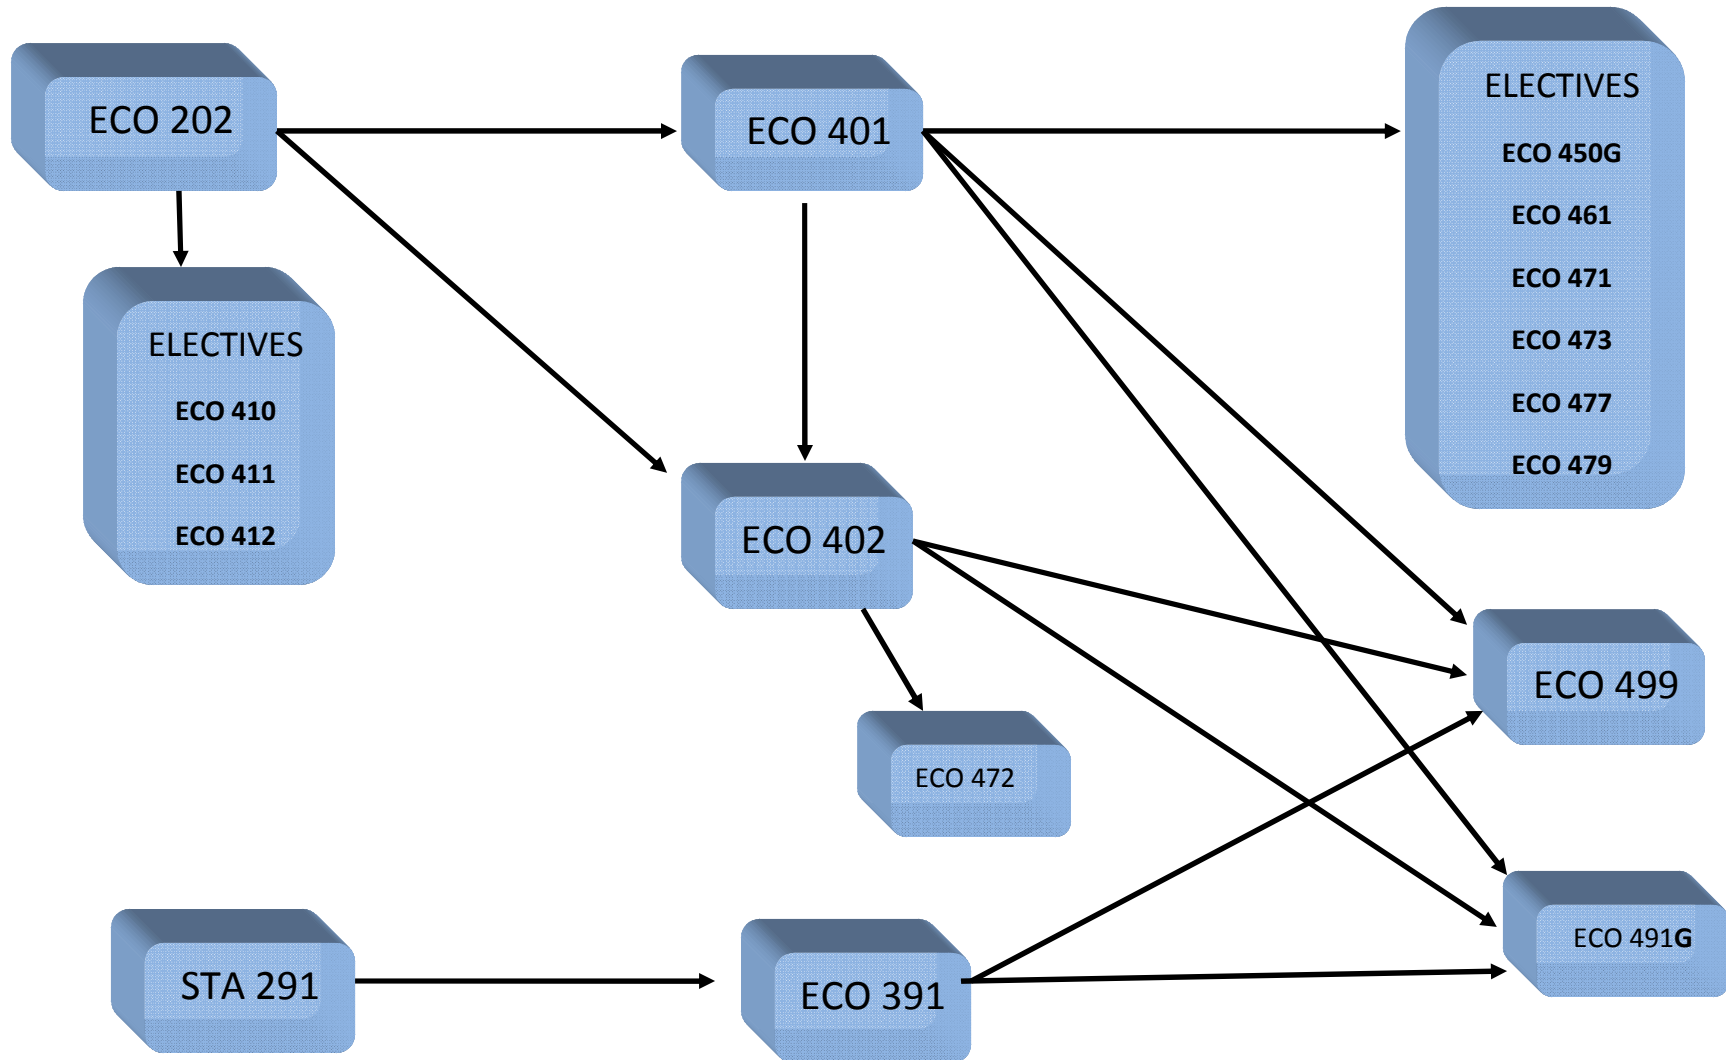 ECO 202
ECO 401
ELECTIVES
ECO 450G
ECO 461
ECO 471
ECO 473
ECO 477
ECO 479
ELECTIVES
ECO 410
ECO 411
ECO 412
ECO 402
ECO 499
ECO 472
ECO 491G
STA 291
ECO 391